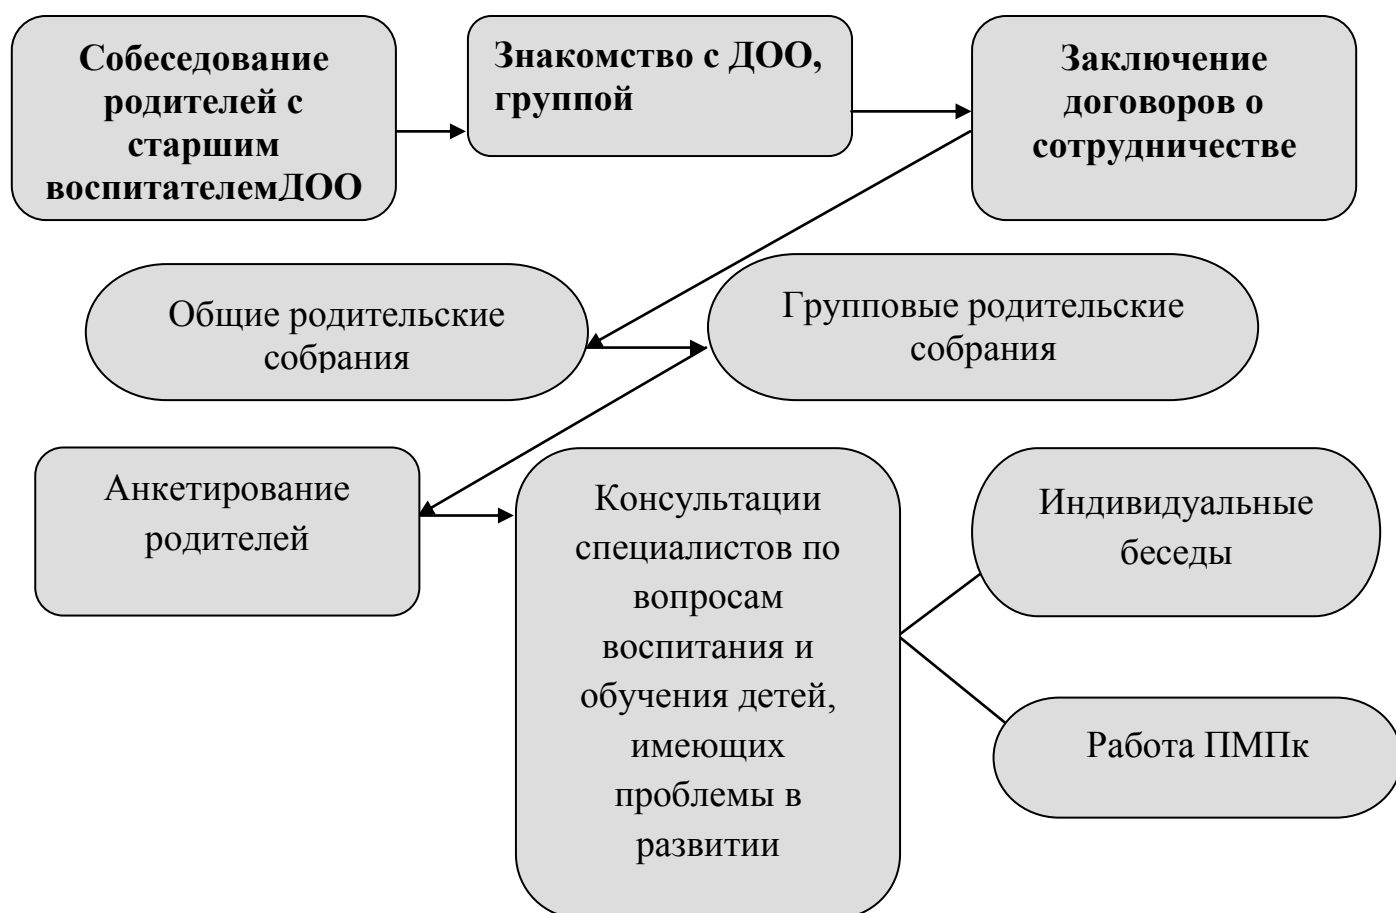 Собеседование
родителей с
старшим
воспитателемДОО
Знакомство с ДОО,
группой
Заключение
договоров о
сотрудничестве
Общие родительские
собрания
Групповые родительские
собрания
Анкетирование
родителей
Консультации
специалистов по
вопросам
воспитания и
обучения детей,
имеющих
проблемы в
развитии
Индивидуальные
беседы
Работа ПМПк